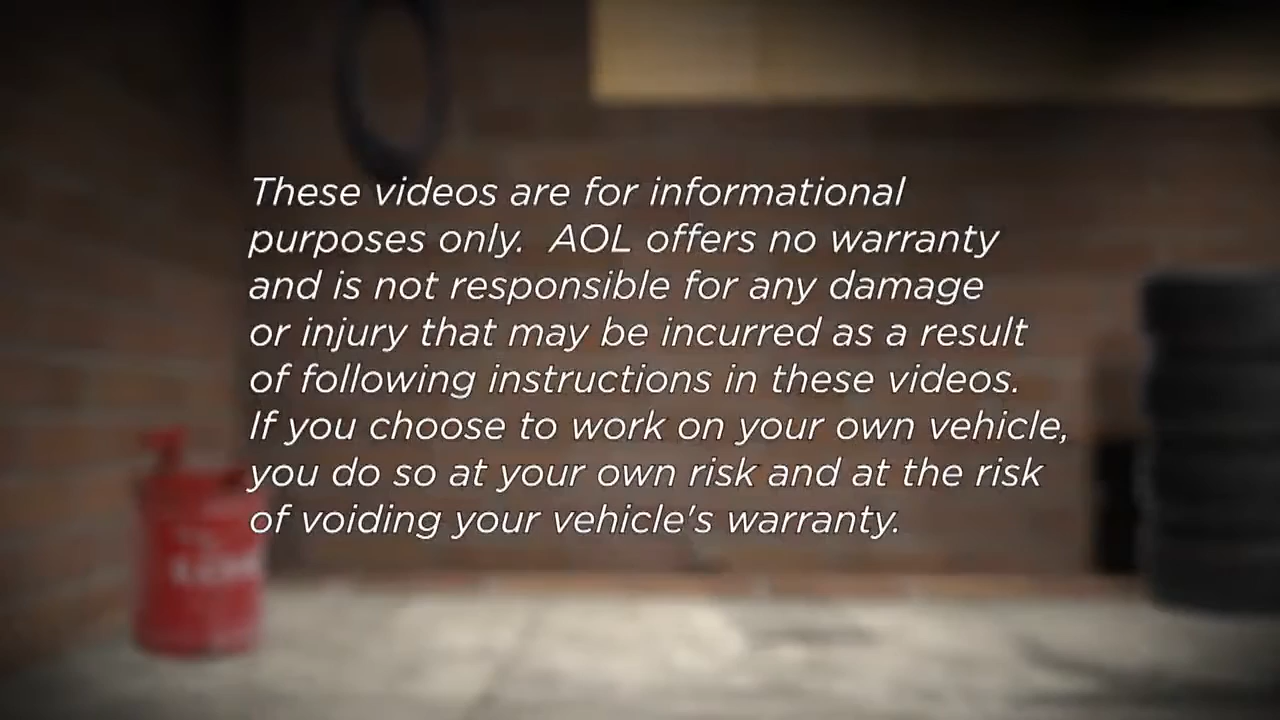 These videos are for informational
purposes only.  AOL offers no warranty
and is not responsible for any damage
or injury that may be incurred as a result
of following instructions in these videos.
If you choose to work on your own vehicle,
you do so at your own risk and at the risk
of voiding your vehicle's warranty.